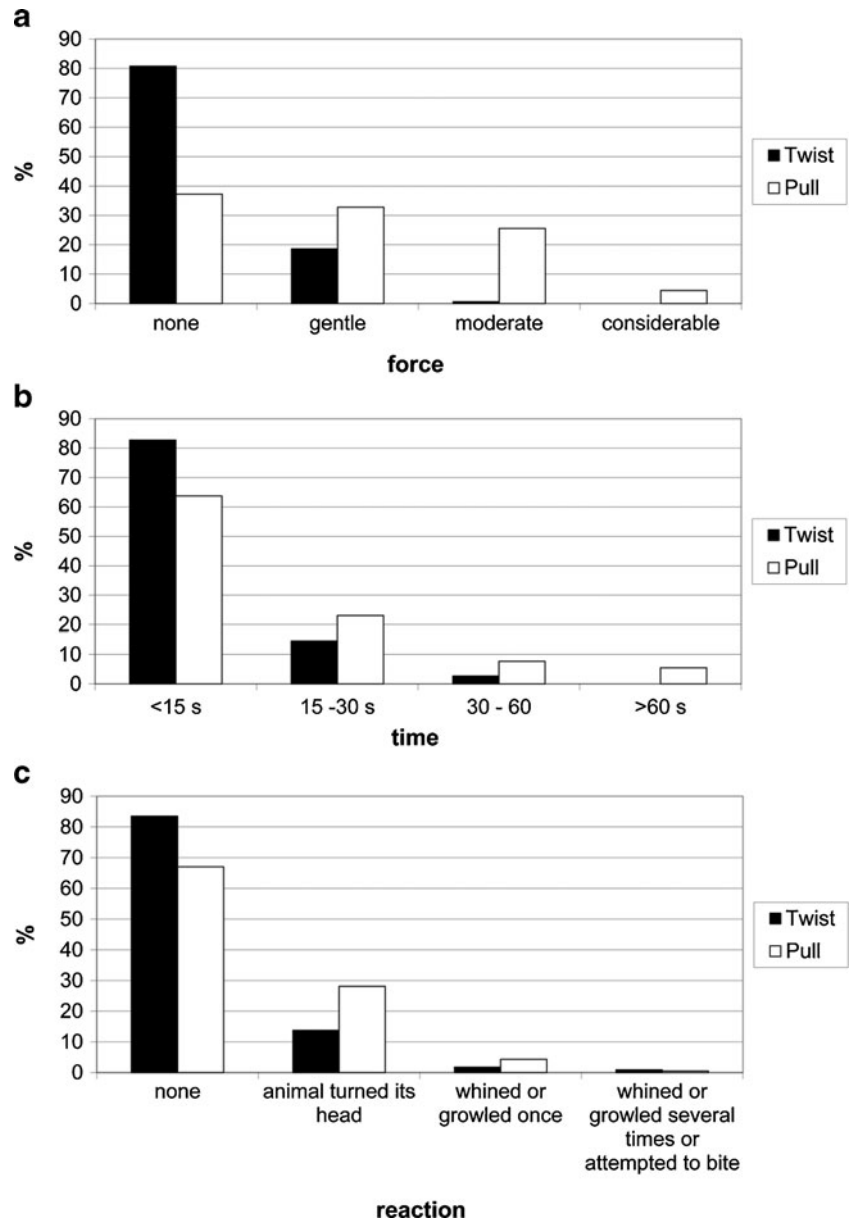 a
90
80
70
60
50
40
30
20
10
0
%
none gentle moderate considerable
force
Twist
Pull
b
90
80
70
60
50
40
30
20
10
0
%
<15 s 15 -30 s 30 - 60 >60 s
time
Twist
Pull
c
90
80
70
60
50
40
30
20
10
0
%
none animal turned its whined or whined or
head growled once growled several
times or
attempted to bite
reaction
Twist
Pull